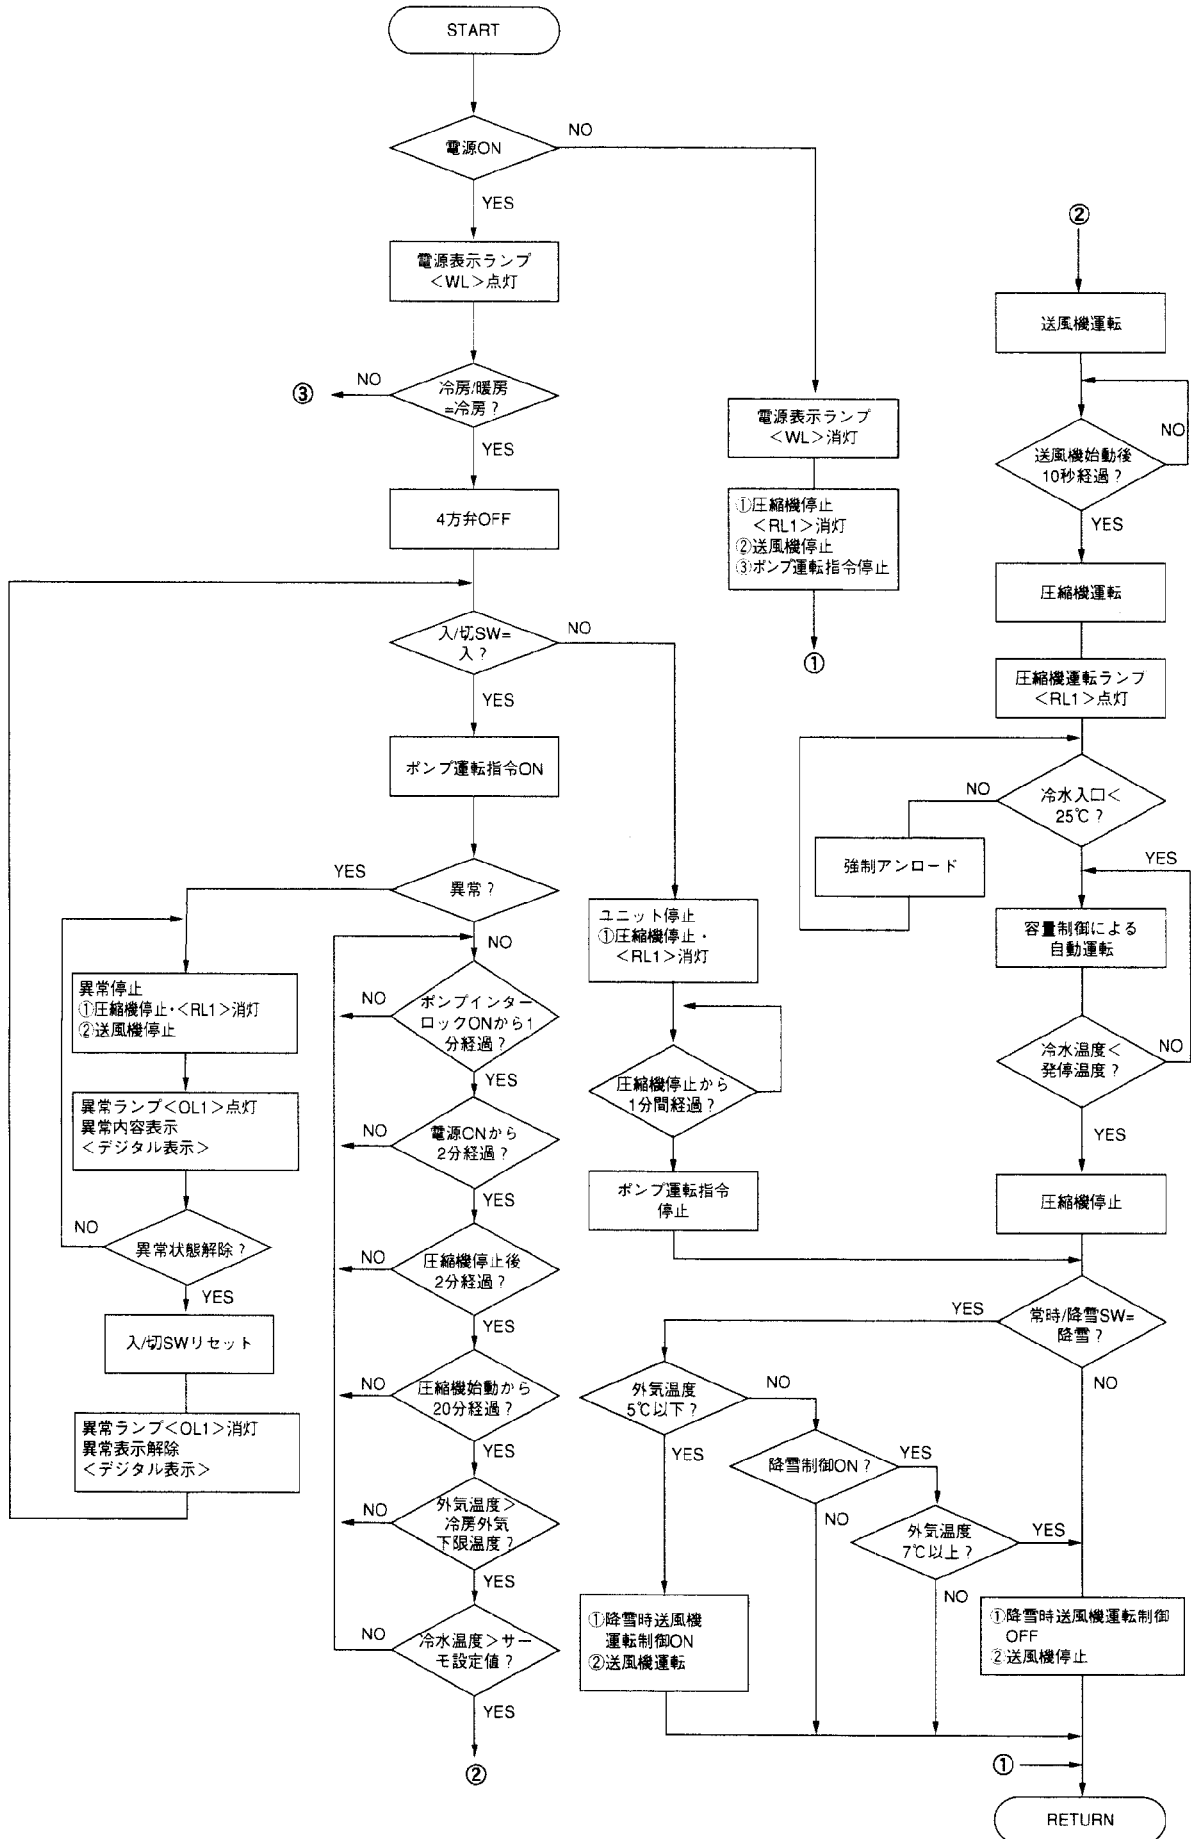 START
電源ON
NO
YES
電源表示ランプ
<WL>点灯
冷房/暖房
=冷房?
NO
③
YES
4方弁OFF
入/切SW=
入?
NO
YES
ポンプ運転指令ON
異常?
YES
NO
異常停止
①圧縮機停止・<RL1>消灯
②送風機停止
異常ランプ<OL1>点灯
異常内容表示
<デジタル表示>
異常状態解除?
NO
YES
入/切SWリセット
異常ランプ<OL1>消灯
異常表示解除
<デジタル表示>
ポンプインター
ロックONから1
分経過?
NO
YES
電源ONから
2分経過?
NO
YES
圧縮機停止後
2分経過?
NO
YES
圧縮機始動から
20分経過?
NO
YES
外気温度>
冷房外気
下限温度?
NO
YES
冷水温度>サー
モ設定値?
NO
YES
②
電源表示ランプ
<WL>消灯
①圧縮機停止
<RL1>消灯
②送風機停止
③ポンプ運転指令停止
①
ユニット停止
①圧縮機停止・
<RL1>消灯
圧縮機停止から
1分間経過?
ポンプ運転指令
停止
②
送風機運転
送風機始動後
10秒経過?
NO
YES
圧縮機運転
圧縮機運転ランプ
<RL1>点灯
冷水入口<
25℃?
NO
強制アンロード
YES
容量制御による
自動運転
冷水温度<
発停温度?
NO
YES
圧縮機停止
常時/降雪SW=
降雪?
YES
NO
外気温度
5℃以下?
NO
YES
降雪制御ON?
YES
NO
外気温度
7℃以上?
YES
NO
①降雪時送風機
運転制御ON
②送風機運転
①降雪時送風機運転制御
OFF
②送風機停止
①
RETURN